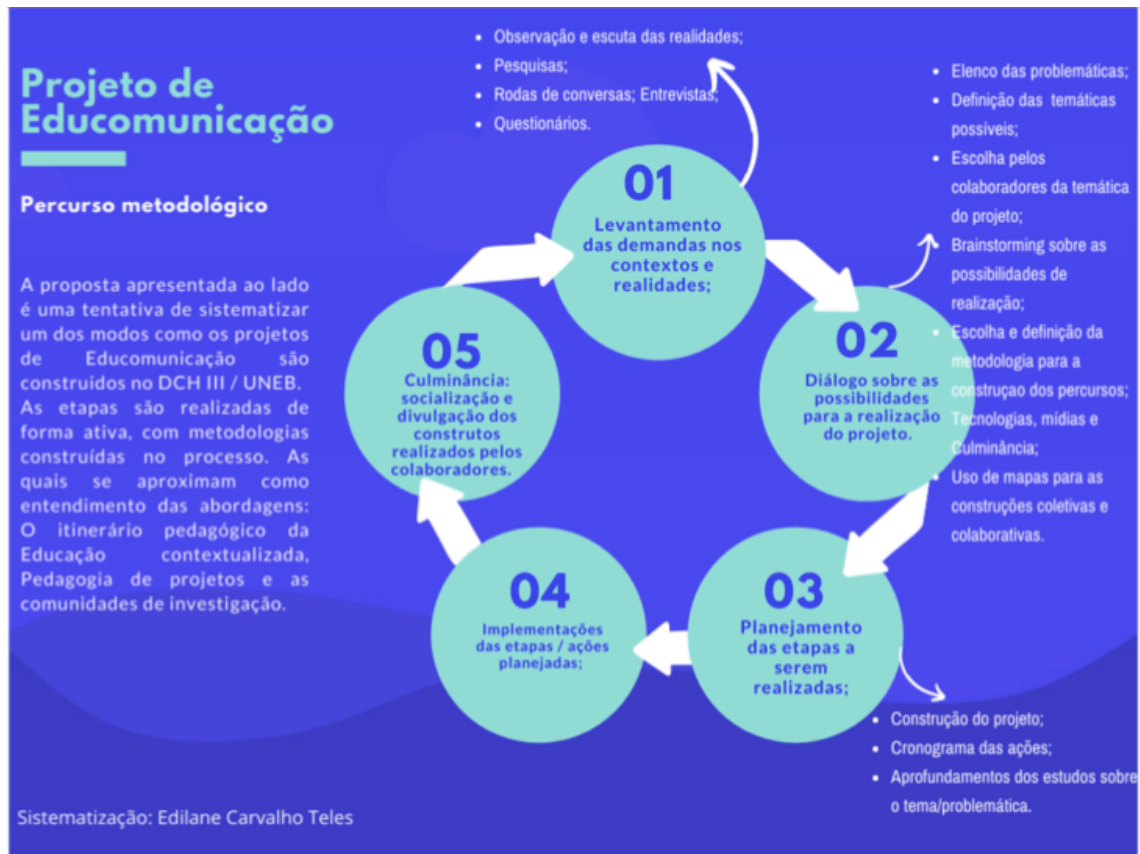 Projeto de
Educomunicação
Percurso metodológico
A proposta apresentada ao lado
é uma tentativa de sistematizar
um dos modos como os projetos
de Educomunicação são
construidos no DCH III / UNEB.
As etapas são realizadas de
forma ativa, com metodologias
construídas no processo. As
quais se aproximam como
entendimento das abordagens:
O itinerário pedagógico da
Educação contextualizada,
Pedagogia de projetos e as
comunidades de investigação.
• Observação e escuta das realidades;
• Pesquisas;
• Rodas de conversas; Entrevistas;
• Questionários.
01
Levantamento
das demandas nos
contextos e
realidades;
• Elenco das problemáticas;
• Definição das temáticas
possíveis;
• Escolha pelos
colaboradores da temática
do projeto;
• Brainstorming sobre as
possibilidades de
realização;
• Escolha e definição da
metodologia para a
construçao dos percursos;
Tecnologias, mídias e
Culminância;
• Uso de mapas para as
construções coletivas e
colaborativas.
02
Diálogo sobre as
possibilidades
para a realização
do projeto.
03
Planejamento
das etapas a
serem
realizadas;
• Construção do projeto;
• Cronograma das ações;
• Aprofundamentos dos estudos sobre
o tema/problemática.
04
Implementações
das etapas / ações
planejadas;
05
Culminância:
socialização e
divulgação dos
construtos
realizados pelos
colaboradores.
Sistematização: Edilane Carvalho Teles